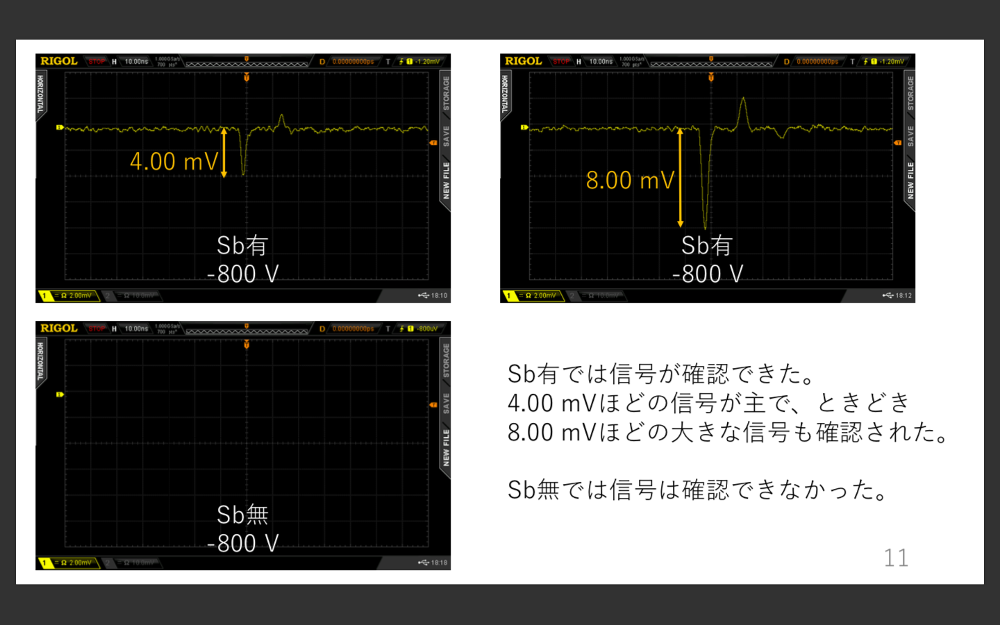 RIGOL STOP H 10.00ns 1.000GSa/s 700 pts D 0.00000000ps T 1 -1.20mV
HORIZONTAL
STORAGE
SAVE
NEW FILE
4.00 mV
Sb有
-800 V
1 = Ω 2.00mV 2 = Ω 10.0mV 18:10
RIGOL STOP H 10.00ns 1.000GSa/s 700 pts D 0.00000000ps T 1 -1.20mV
HORIZONTAL
STORAGE
SAVE
NEW FILE
8.00 mV
Sb有
-800 V
1 = Ω 2.00mV 2 = Ω 10.0mV 18:12
RIGOL STOP H 10.00ns 1.000GSa/s 700 pts D 0.00000000ps T 1 -800uV
HORIZONTAL
STORAGE
SAVE
NEW FILE
Sb無
-800 V
1 = Ω 2.00mV 2 = Ω 10.0mV 18:18
Sb有では信号が確認できた。
4.00 mVほどの信号が主で、ときどき
8.00 mVほどの大きな信号も確認された。
Sb無では信号は確認できなかった。
11